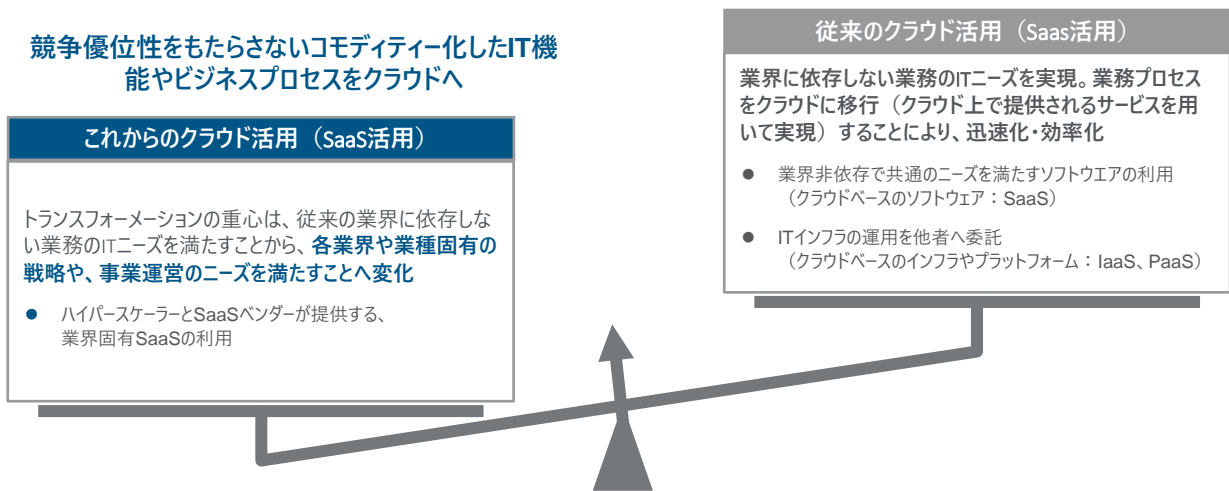 競争優位性をもたらさないコモディティー化したIT機
能やビジネスプロセスをクラウドへ
これからのクラウド活用（SaaS活用）
トランスフォーメーションの重心は、従来の業界に依存しな
い業務のITニーズを満たすことから、各業界や業種固有の
戦略や、事業運営のニーズを満たすことへ変化
● ハイパースケーラーとSaaSベンダーが提供する、
業界固有SaaSの利用
従来のクラウド活用（Saas活用）
業界に依存しない業務のITニーズを実現。業務プロセス
をクラウドに移行（クラウド上で提供されるサービスを用
いて実現）することにより、迅速化・効率化
● 業界非依存で共通のニーズを満たすソフトウエアの利用
（クラウドベースのソフトウェア：SaaS）
● ITインフラの運用を他者へ委託
（クラウドベースのインフラやプラットフォーム：IaaS、PaaS）